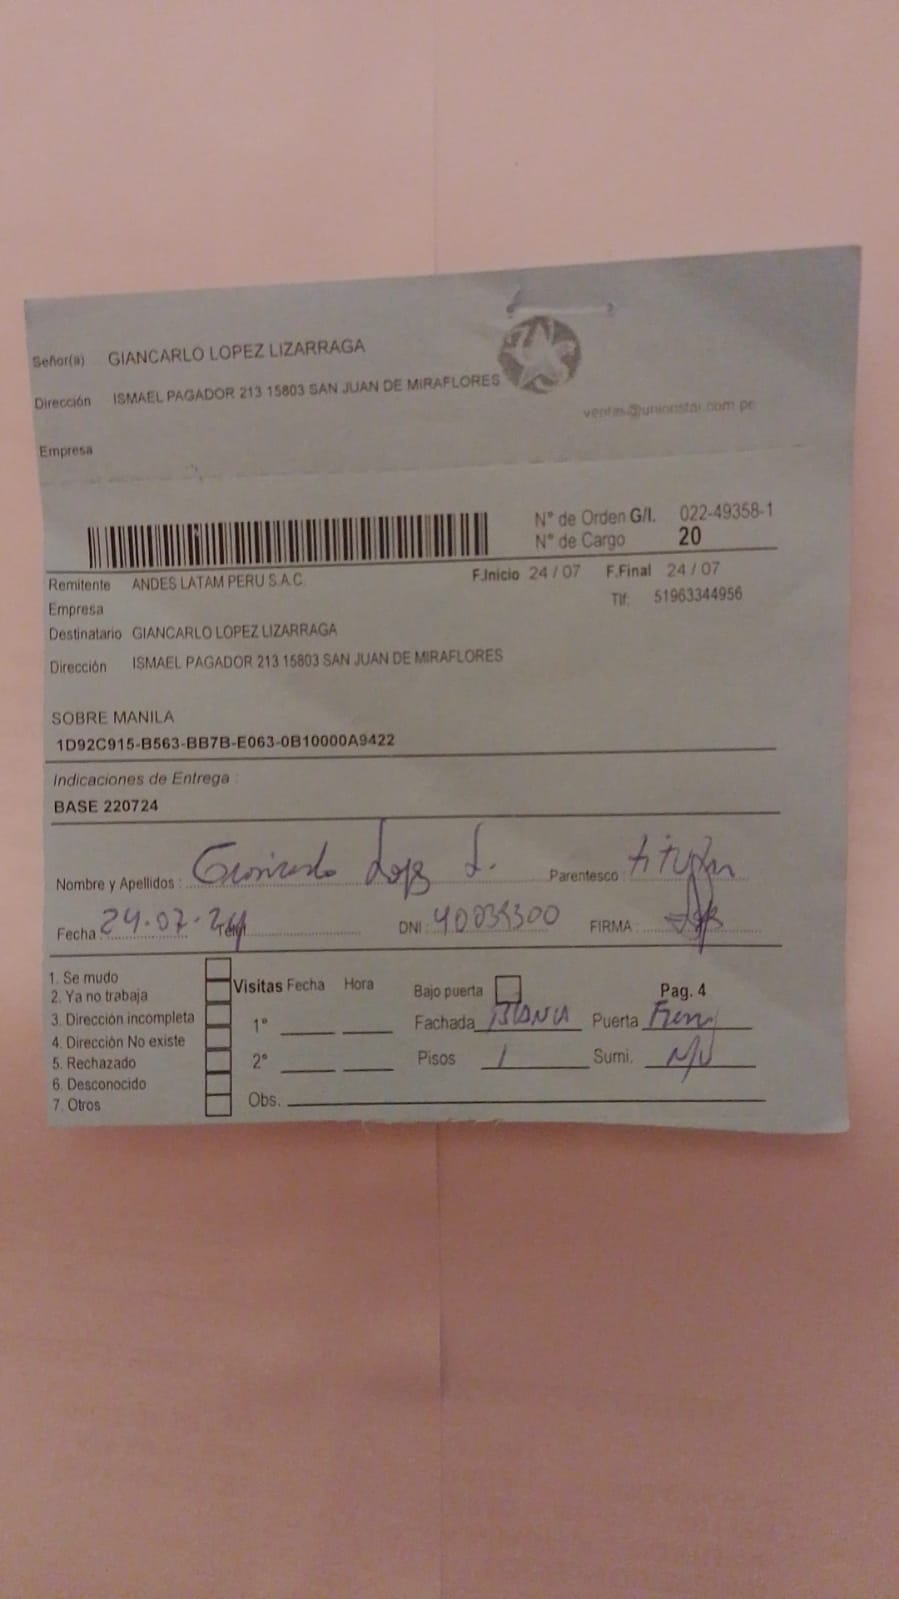 Señor(a) GIANCARLO LOPEZ LIZARRAGA
Dirección ISMAEL PAGADOR 213 15803 SAN JUAN DE MIRAFLORES
ventas@unionstar.com.pe
Empresa
N° de Orden G/I. 022-49358-1
N° de Cargo 20
Remitente ANDES LATAM PERU S.A.C. F.Inicio 24 / 07 F.Final 24 / 07
Empresa Tlf: 51963344956
Destinatario GIANCARLO LOPEZ LIZARRAGA
Dirección ISMAEL PAGADOR 213 15803 SAN JUAN DE MIRAFLORES
SOBRE MANILA
1D92C915-B563-BB7B-E063-0B10000A9422
Indicaciones de Entrega :
BASE 220724
Nombre y Apellidos : Giancarlo Lopez L. Parentesco : titular
Fecha : 24-07-24 Telf. DNI : FIRMA :
1. Se mudo
2. Ya no trabaja
3. Dirección incompleta
4. Dirección No existe
5. Rechazado
6. Desconocido
7. Otros
Visitas Fecha Hora
1°
2°
Obs.
Bajo puerta Pag. 4
Fachada BLANCA Puerta
Pisos 1 Sumi.